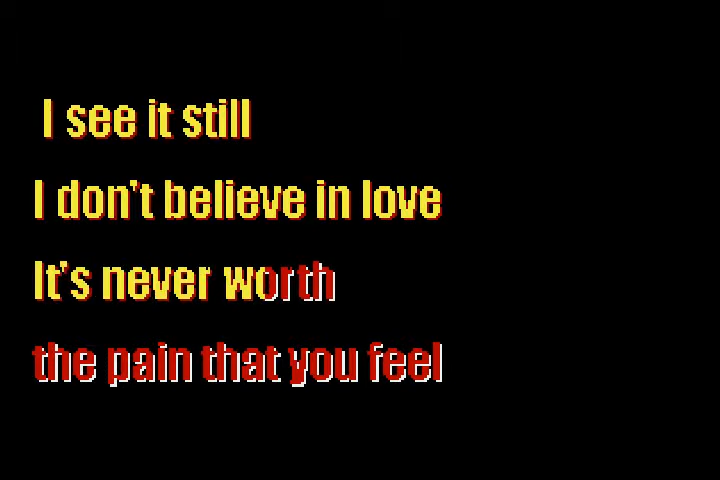 I see it still
I don't believe in love
It's never worth
the pain that you feel